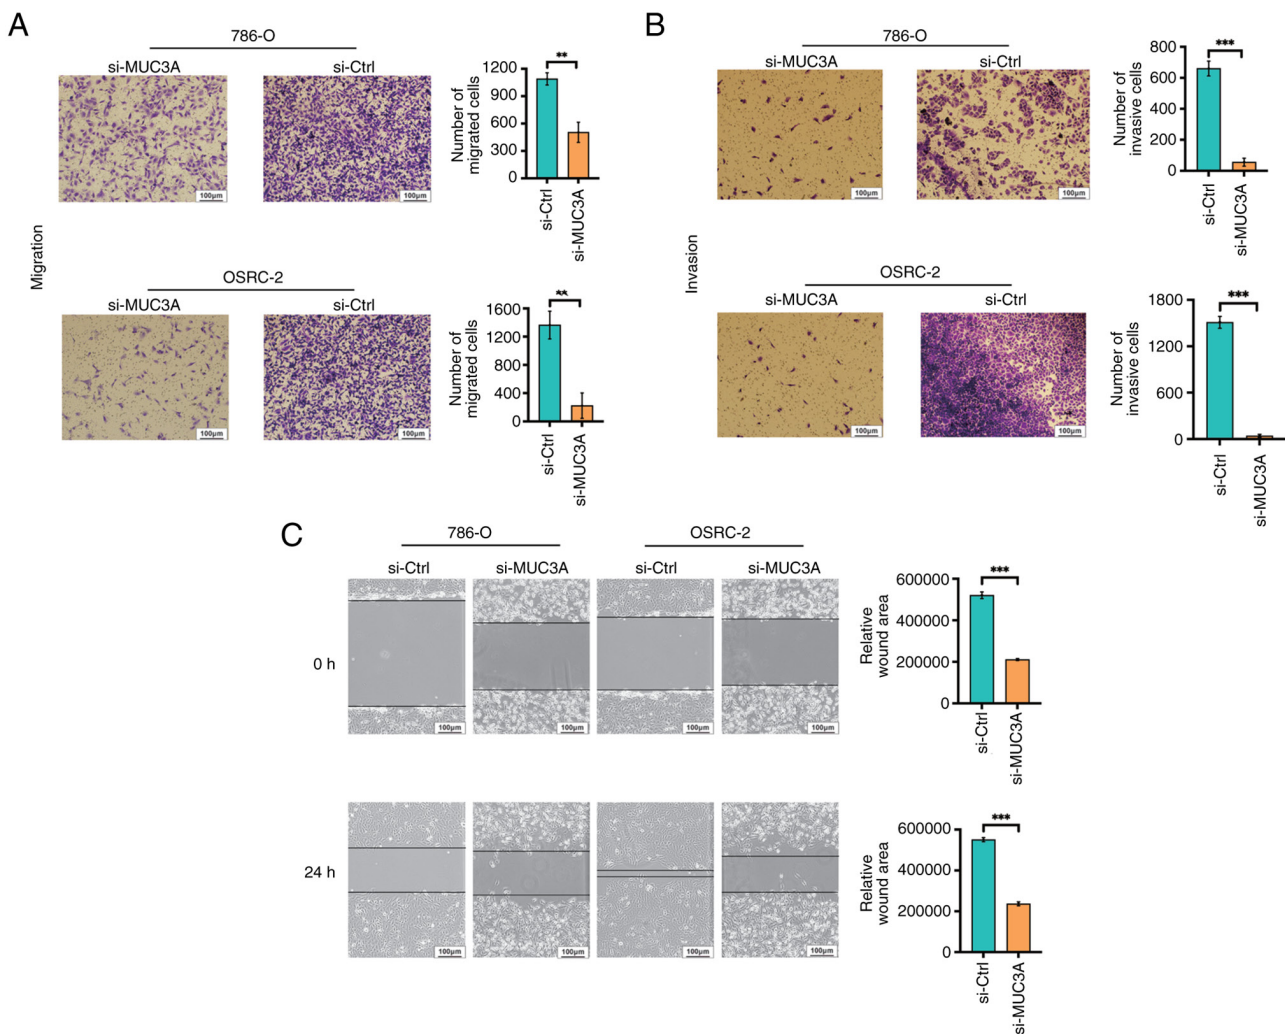 A
Migration
786-O
si-MUC3A
si-Ctrl
100µm
100µm
Number of
migrated cells
1200
900
600
300
0
**
si-Ctrl
si-MUC3A
OSRC-2
si-MUC3A
si-Ctrl
100µm
100µm
Number of
migrated cells
1600
1200
800
400
0
**
si-Ctrl
si-MUC3A
B
Invasion
786-O
si-MUC3A
si-Ctrl
100µm
100µm
Number of
invasive cells
800
600
400
200
0
***
si-Ctrl
si-MUC3A
OSRC-2
si-MUC3A
si-Ctrl
100µm
100µm
Number of
invasive cells
1800
1200
600
0
***
si-Ctrl
si-MUC3A
C
786-O
OSRC-2
si-Ctrl
si-MUC3A
si-Ctrl
si-MUC3A
0 h
100µm
100µm
100µm
100µm
Relative
wound area
600000
400000
200000
0
***
si-Ctrl
si-MUC3A
24 h
100µm
100µm
100µm
100µm
Relative
wound area
600000
400000
200000
0
***
si-Ctrl
si-MUC3A